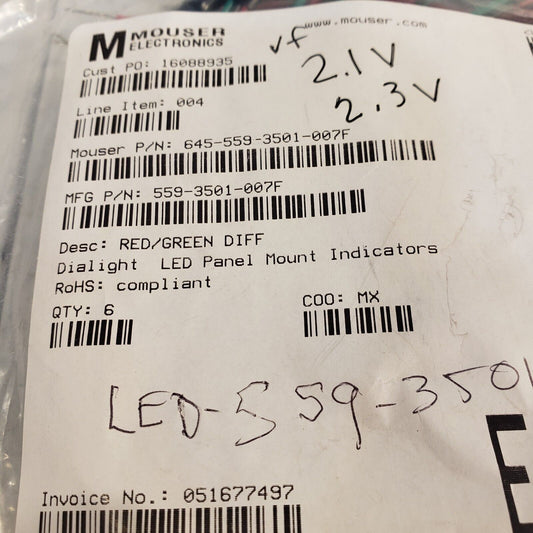 MOUSER
ELECTRONICS
www.mouser.com
Cust PO: 16088935
vf
2.1V
2.3V
Line Item: 004
Mouser P/N: 645-559-3501-007F
MFG P/N: 559-3501-007F
Desc: RED/GREEN DIFF
Dialight LED Panel Mount Indicators
RoHS: compliant
QTY: 6
COO: MX
LED-559-3501
Invoice No.: 051677497